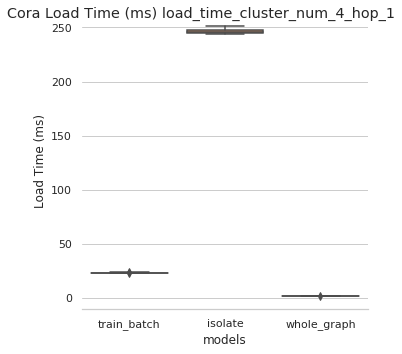 Cora Load Time (ms) load_time_cluster_num_4_hop_1
250
200
150
100
50
0
Load Time (ms)
train_batch isolate whole_graph
models